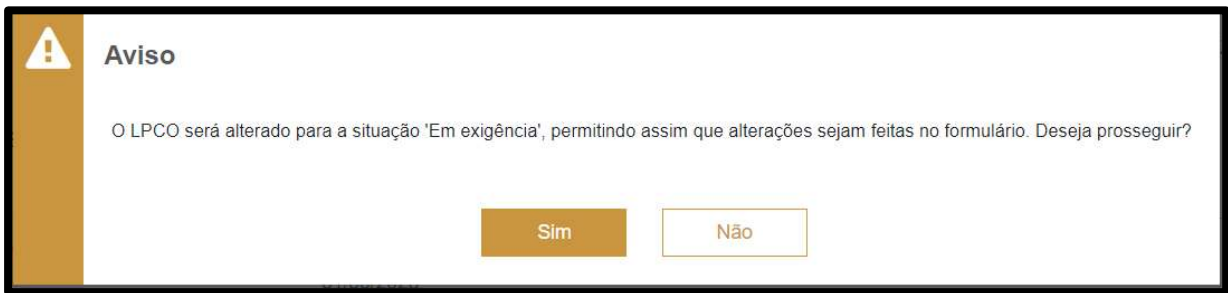 Aviso
O LPCO será alterado para a situação 'Em exigência', permitindo assim que alterações sejam feitas no formulário. Deseja prosseguir?
Sim
Não